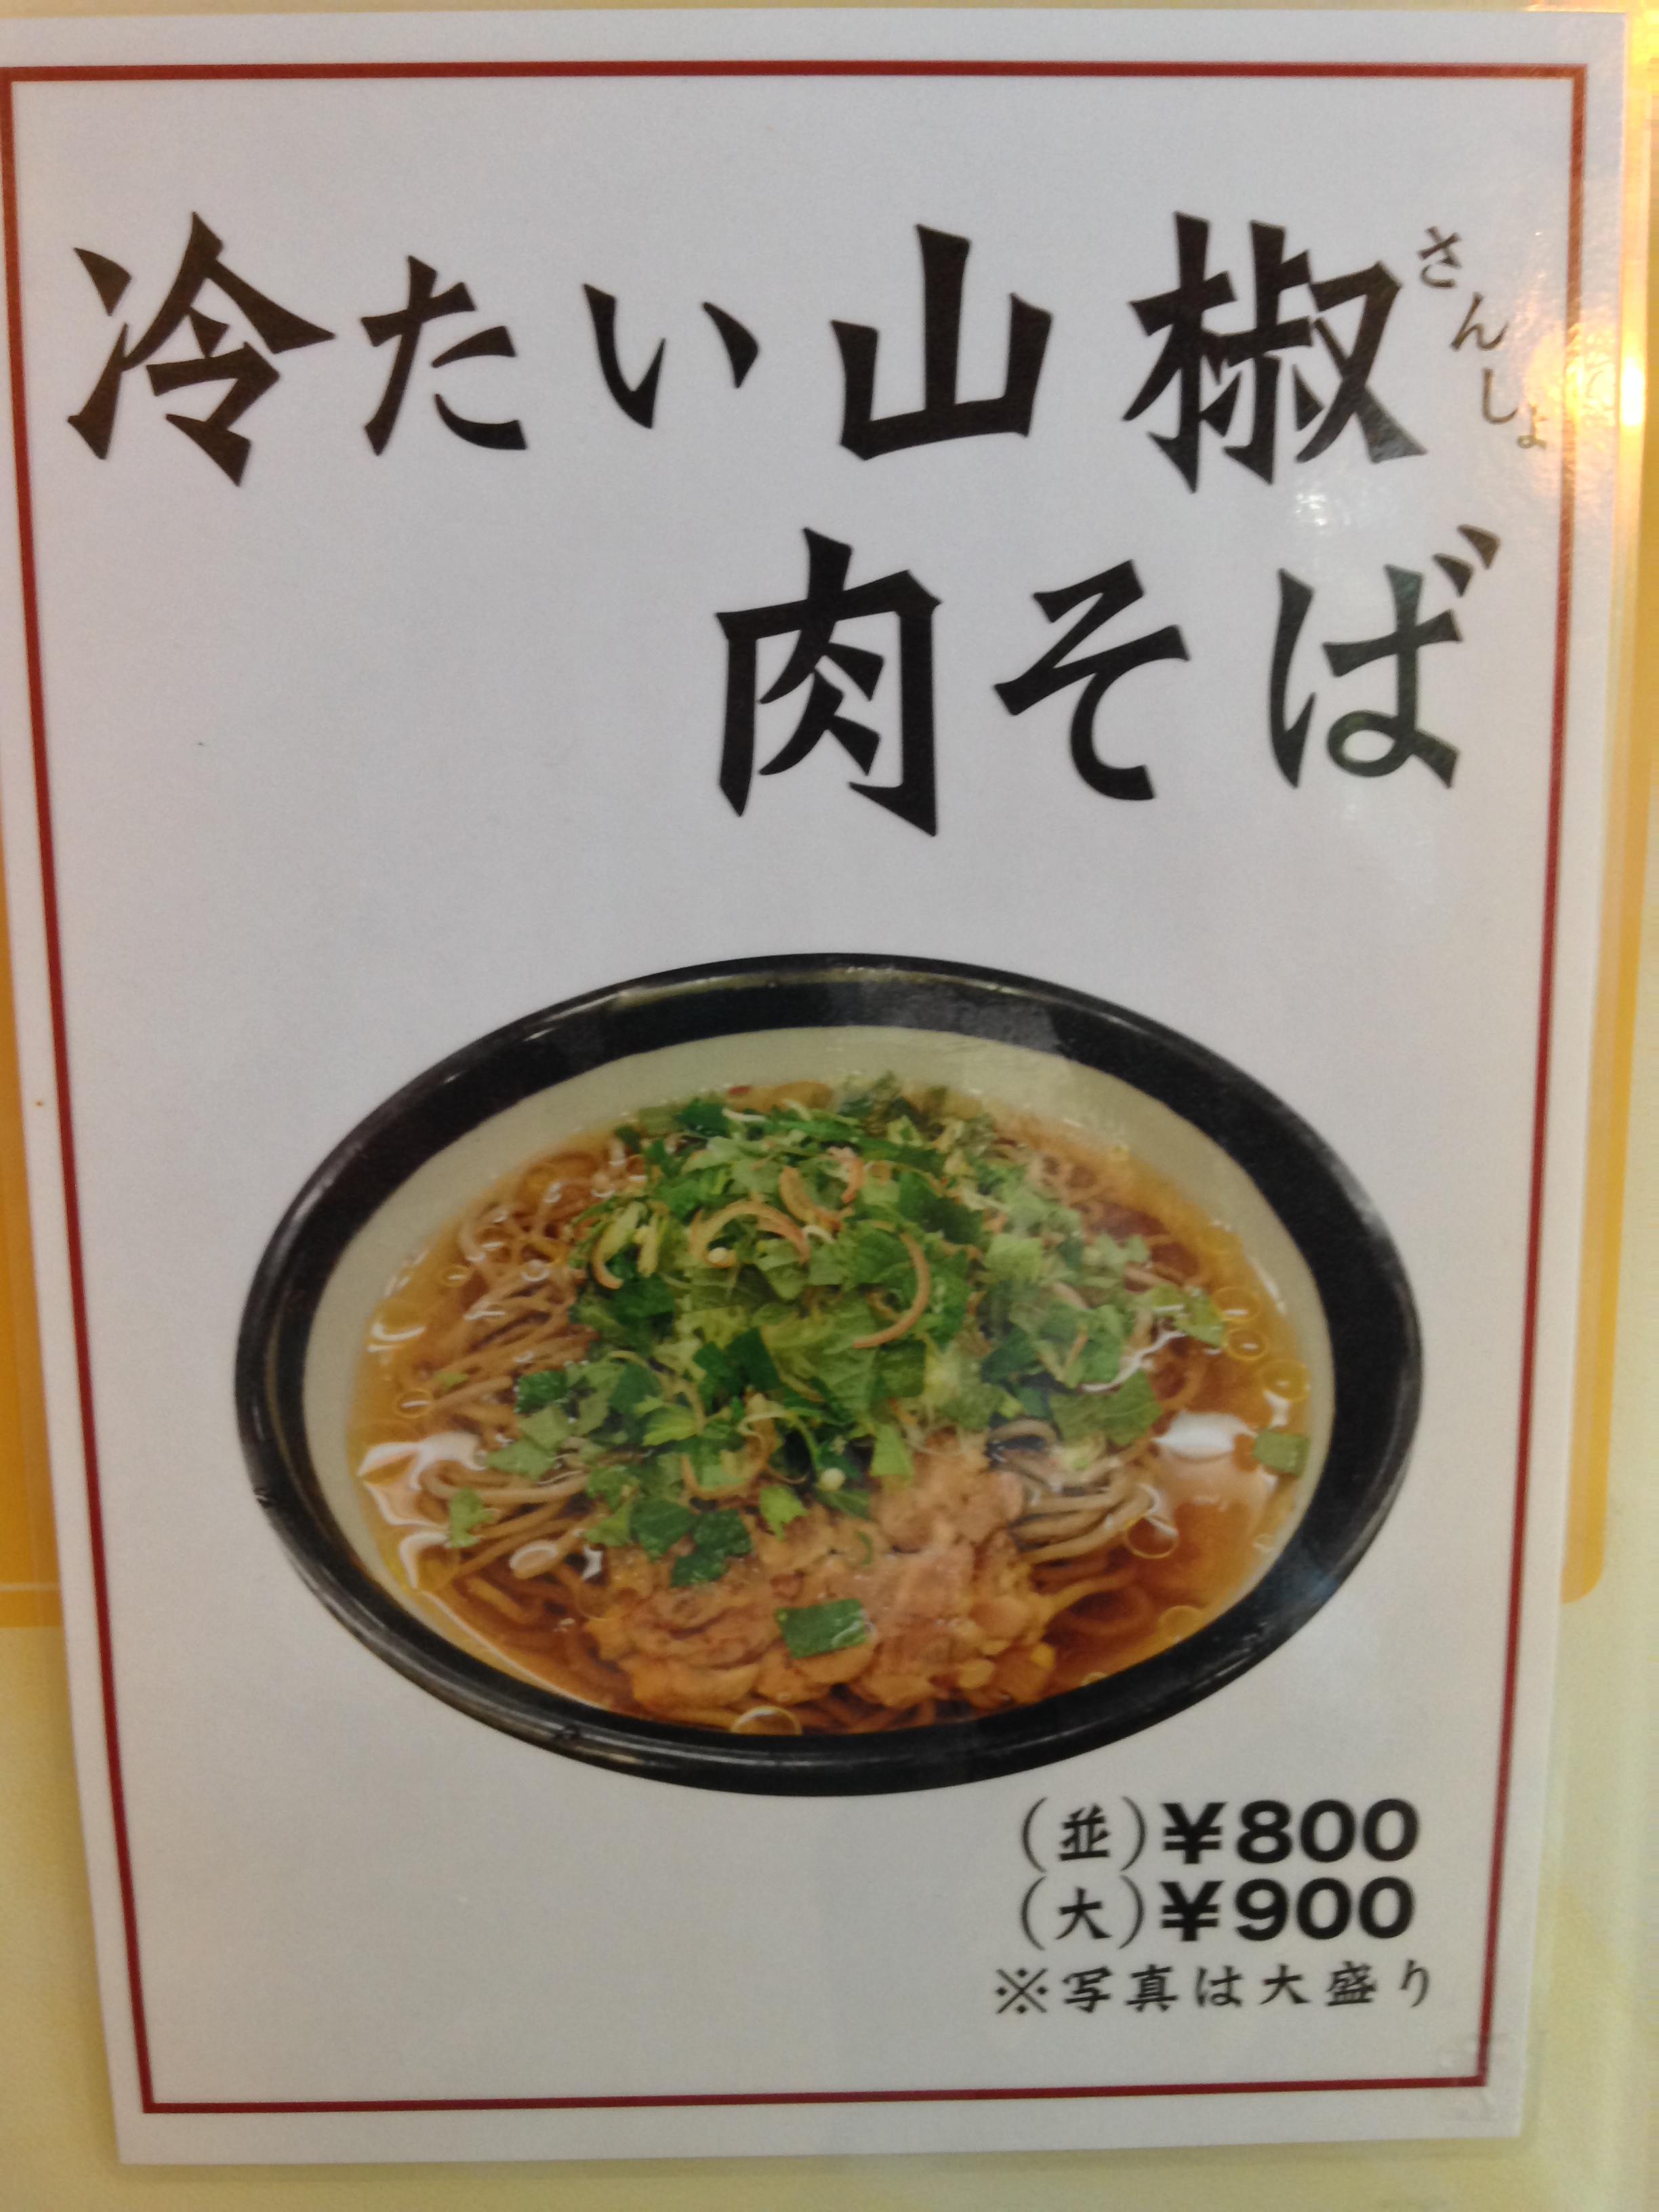 冷たい山椒さんしょ
肉そば
(並)¥800
(大)¥900
※写真は大盛り